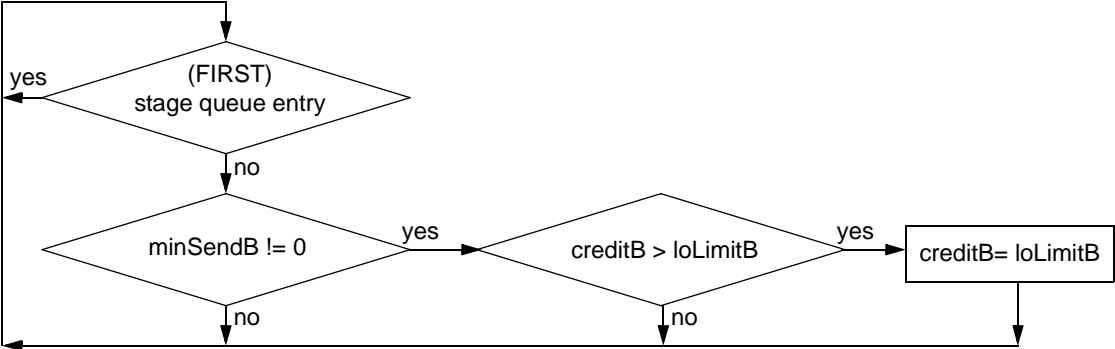 (FIRST)
yes
stage queue entry
no
minSendB != 0
yes
creditB > loLimitB
yes
creditB= loLimitB
no
no